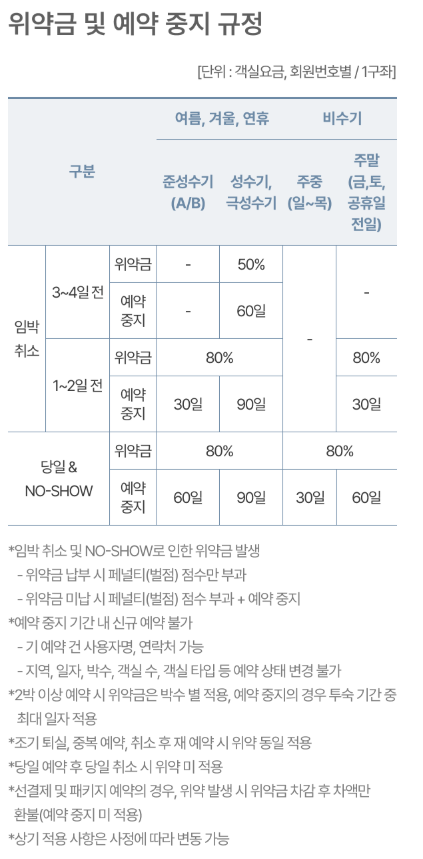 위약금 및 예약 중지 규정
[단위 : 객실요금, 회원번호별 / 1구좌]
구분
여름, 겨울, 연휴
비수기
준성수기
(A/B)
성수기,
극성수기
주중
(일~목)
주말
(금,토,
공휴일
전일)
임박
취소
3~4일 전
위약금
-
50%
-
-
예약
중지
-
60일
1~2일 전
위약금
80%
80%
예약
중지
30일
90일
30일
당일 &
NO-SHOW
위약금
80%
80%
예약
중지
60일
90일
30일
60일
*임박 취소 및 NO-SHOW로 인한 위약금 발생
- 위약금 납부 시 페널티(벌점) 점수만 부과
- 위약금 미납 시 페널티(벌점) 점수 부과 + 예약 중지
*예약 중지 기간 내 신규 예약 불가
- 기 예약 건 사용자명, 연락처 가능
- 지역, 일자, 박수, 객실 수, 객실 타입 등 예약 상태 변경 불가
*2박 이상 예약 시 위약금은 박수 별 적용, 예약 중지의 경우 투숙 기간 중
최대 일자 적용
*조기 퇴실, 중복 예약, 취소 후 재 예약 시 위약 동일 적용
*당일 예약 후 당일 취소 시 위약 미 적용
*선결제 및 패키지 예약의 경우, 위약 발생 시 위약금 차감 후 차액만
환불(예약 중지 미 적용)
*상기 적용 사항은 사정에 따라 변동 가능